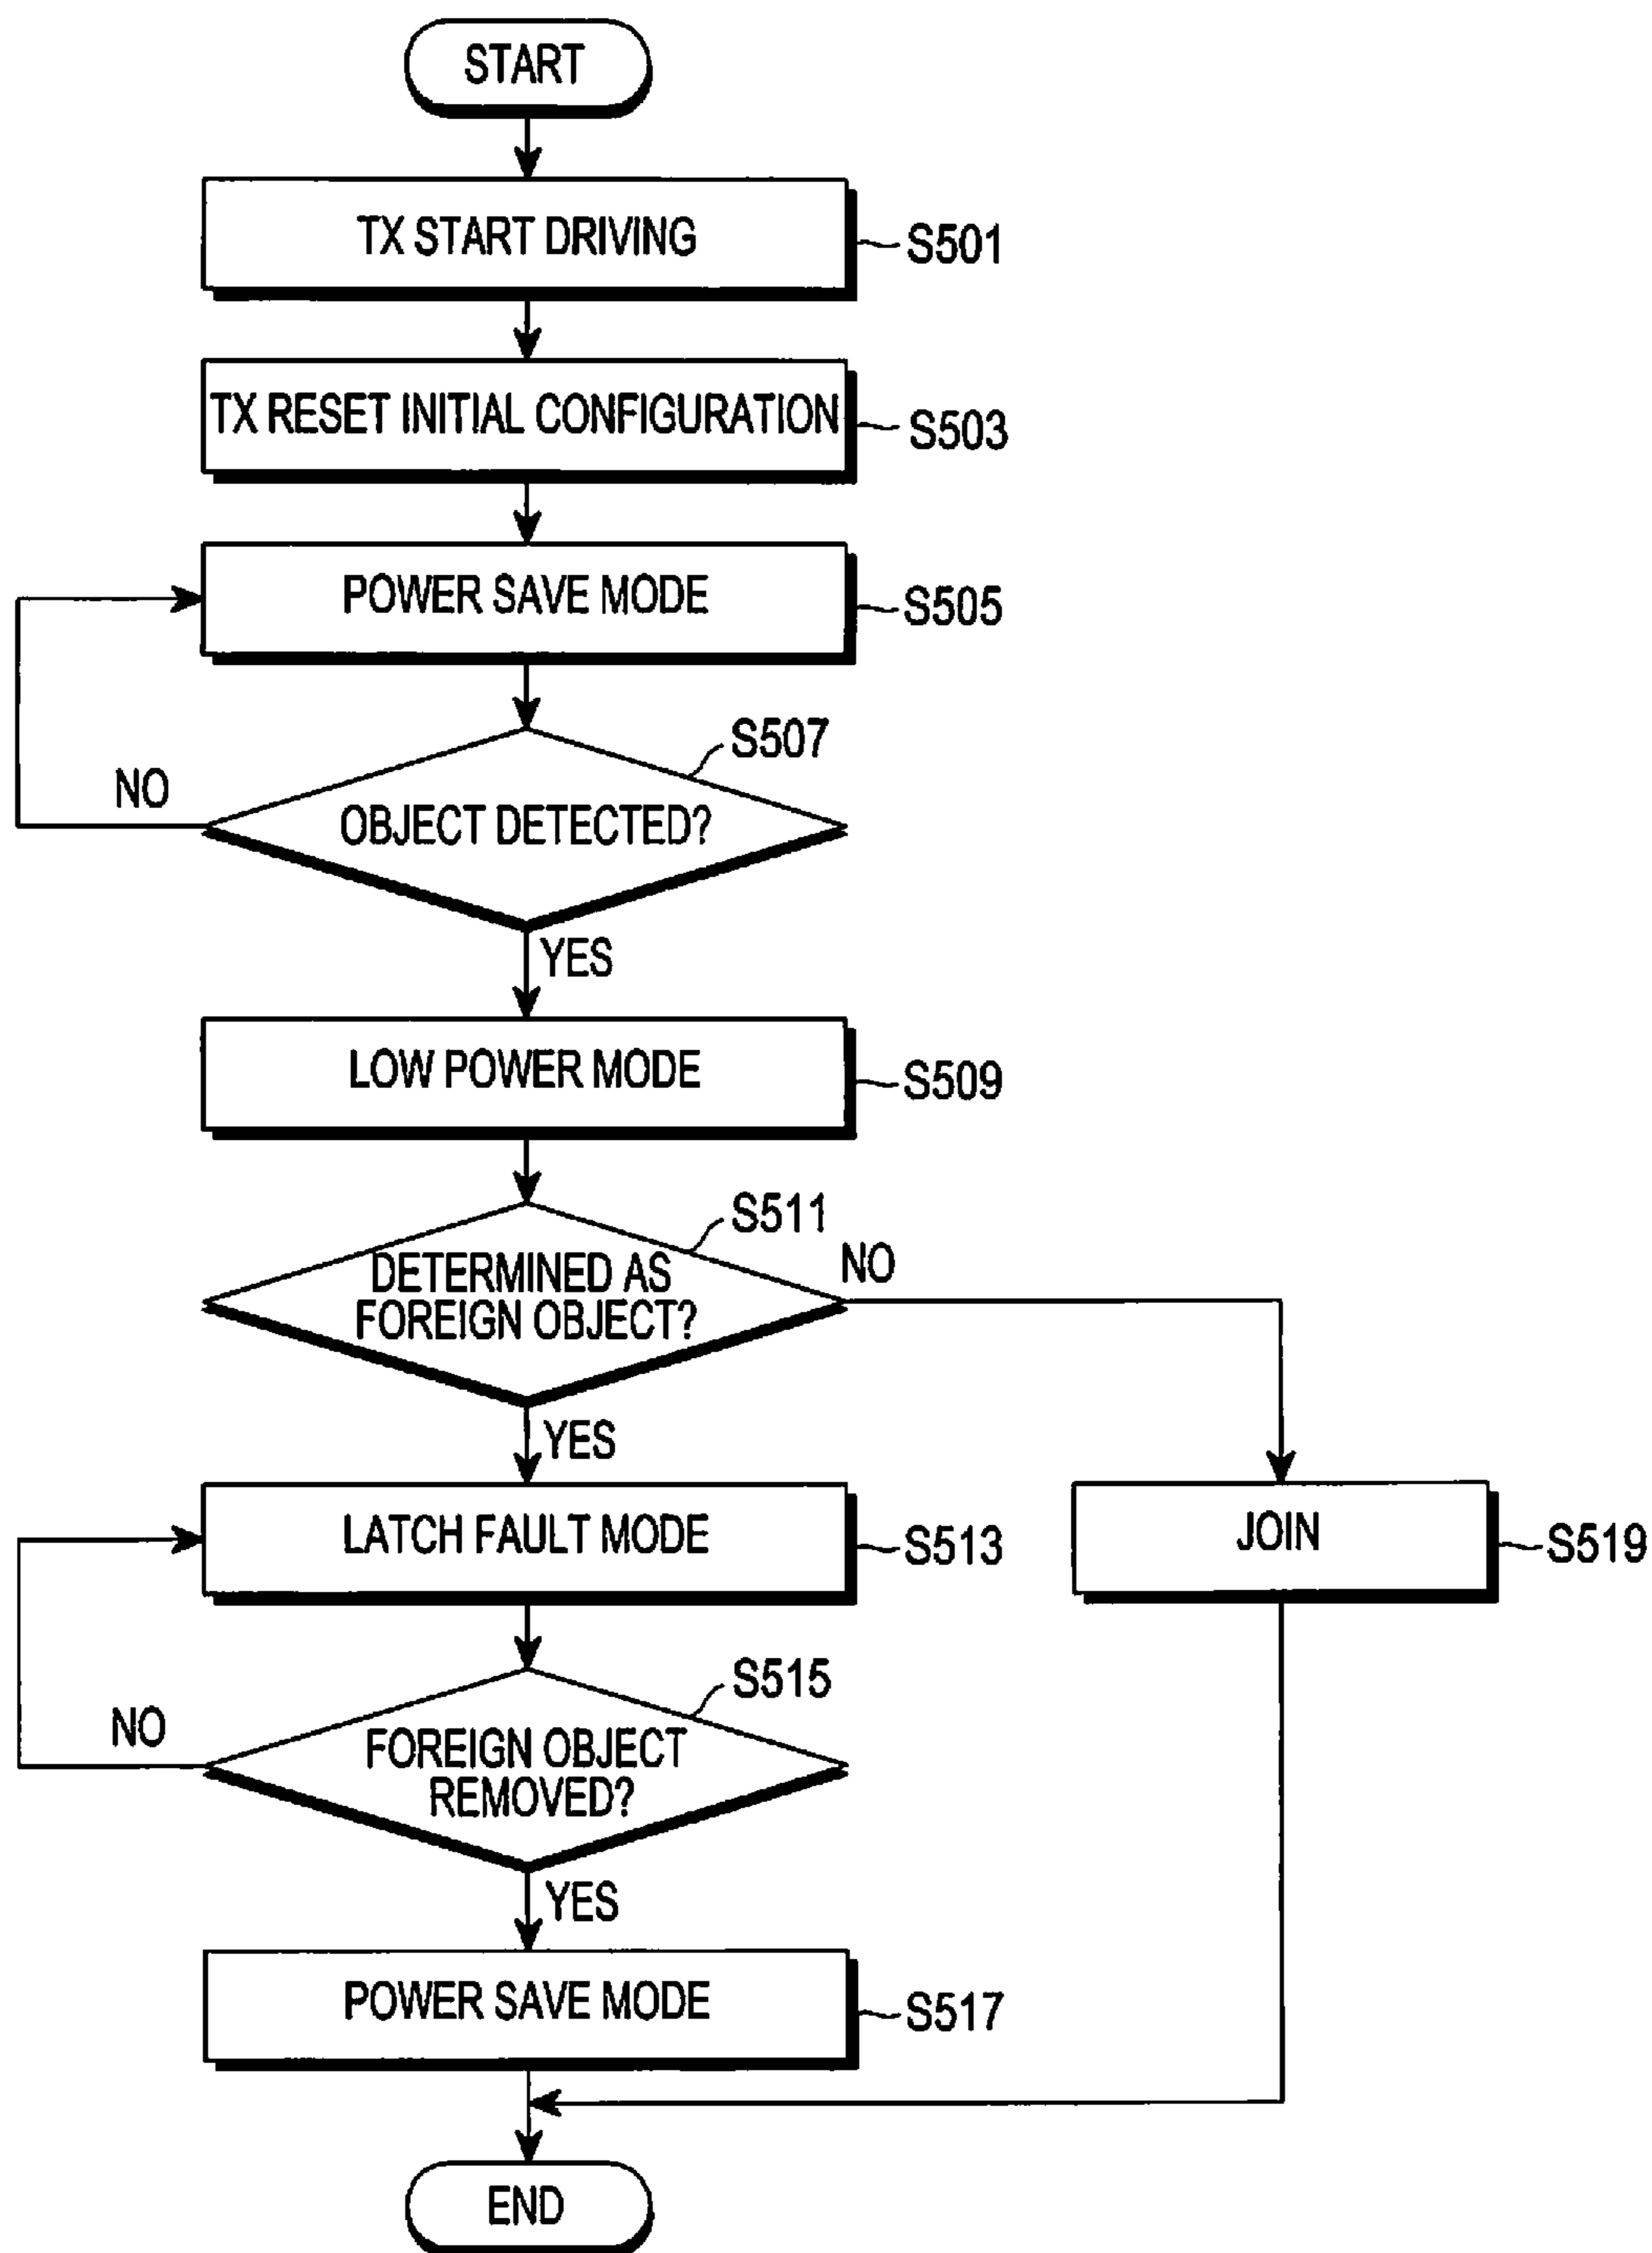 START
TX START DRIVING
S501
TX RESET INITIAL CONFIGURATION
S503
POWER SAVE MODE
S505
S507
NO
OBJECT DETECTED?
YES
LOW POWER MODE
S509
S511
DETERMINED AS
FOREIGN OBJECT?
NO
YES
LATCH FAULT MODE
S513
JOIN
S519
S515
NO
FOREIGN OBJECT
REMOVED?
YES
POWER SAVE MODE
S517
END